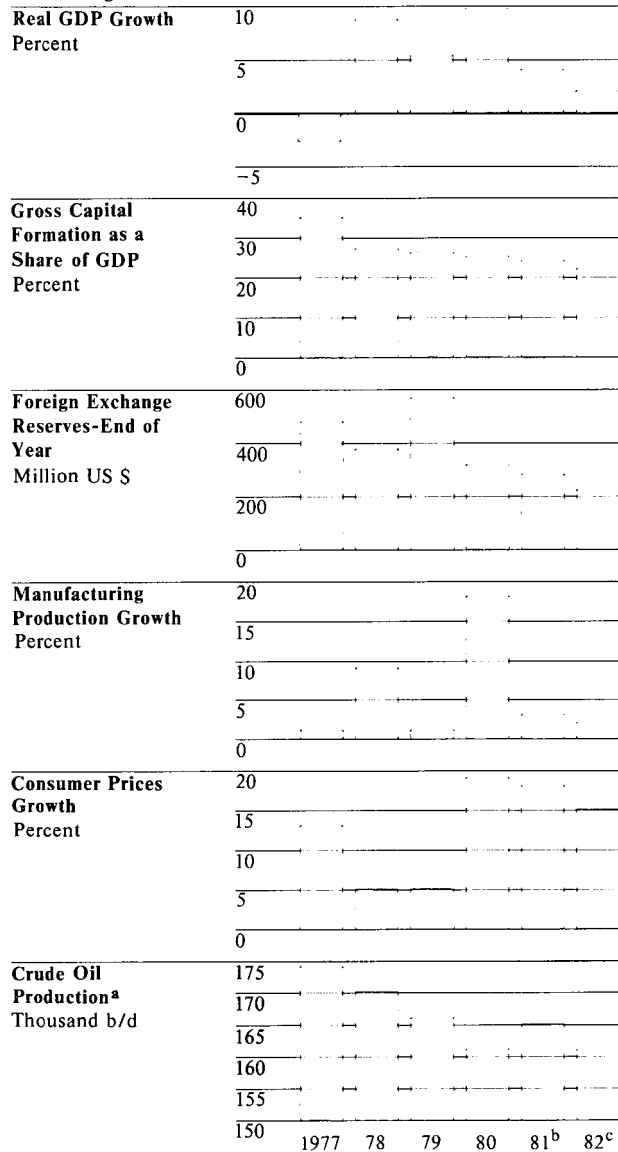 Real GDP Growth
Percent
10
5
0
−5
Gross Capital
Formation as a
Share of GDP
Percent
40
30
20
10
0
Foreign Exchange
Reserves-End of
Year
Million US $
600
400
200
0
Manufacturing
Production Growth
Percent
20
15
10
5
0
Consumer Prices
Growth
Percent
20
15
10
5
0
Crude Oil
Productionᵃ
Thousand b/d
175
170
165
160
155
150
1977 78 79 80 81ᵇ 82ᶜ